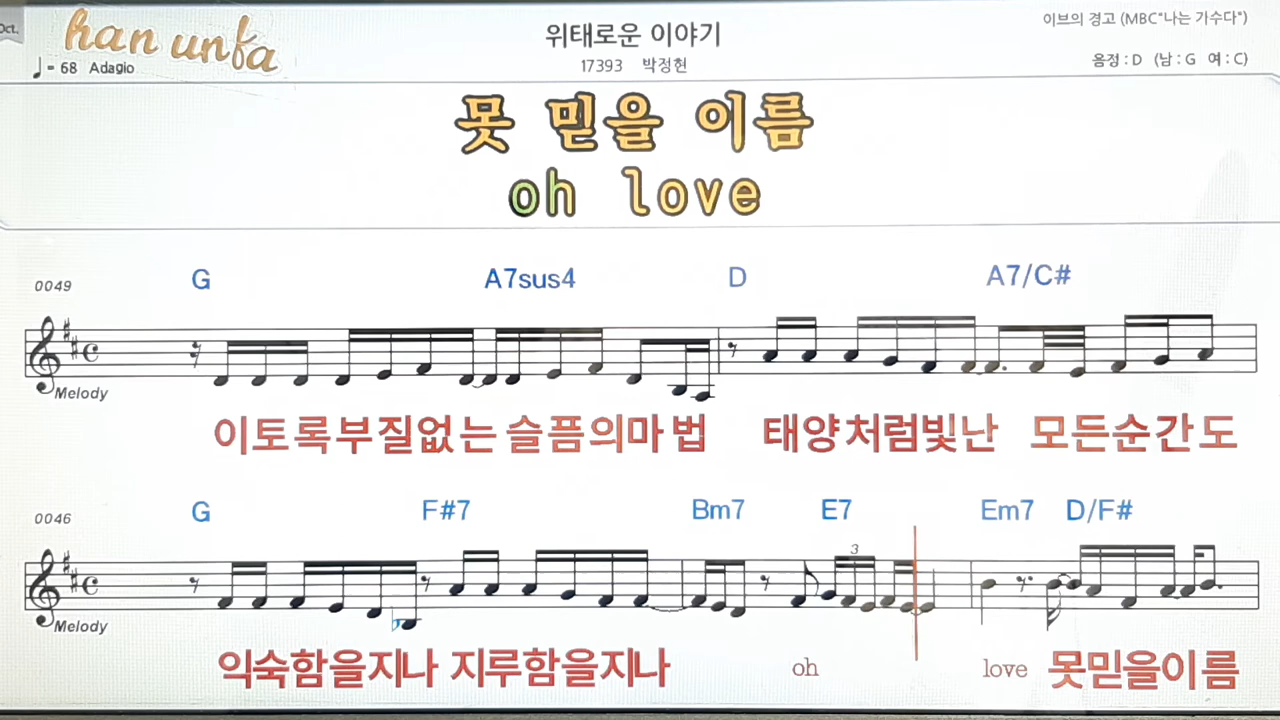 Oct.
han unfa
♩= 68 Adagio
위태로운 이야기
17393 박정현
이브의 경고 (MBC"나는 가수다")
음정 : D (남 : G 여 : C)
못 믿을 이름
oh love
0049
G A7sus4 D A7/C#
Melody
이토록부질없는슬픔의마법 태양처럼빛난 모든순간도
0046
G F#7 Bm7 E7 Em7 D/F#
3
Melody
익숙함을지나 지루함을지나 oh love 못믿을이름